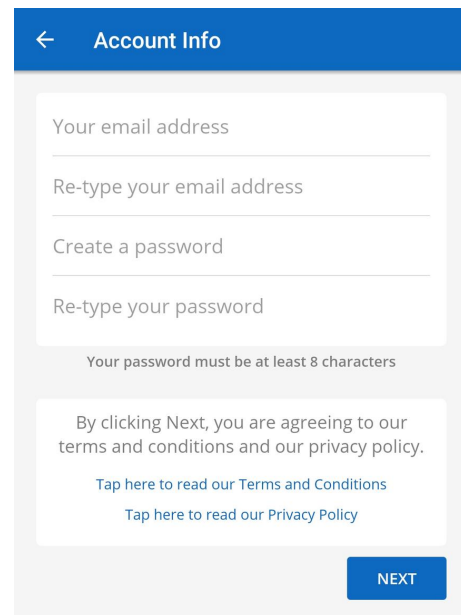 Account Info
Your email address
Re-type your email address
Create a password
Re-type your password
Your password must be at least 8 characters
By clicking Next, you are agreeing to our
terms and conditions and our privacy policy.
Tap here to read our Terms and Conditions
Tap here to read our Privacy Policy
NEXT